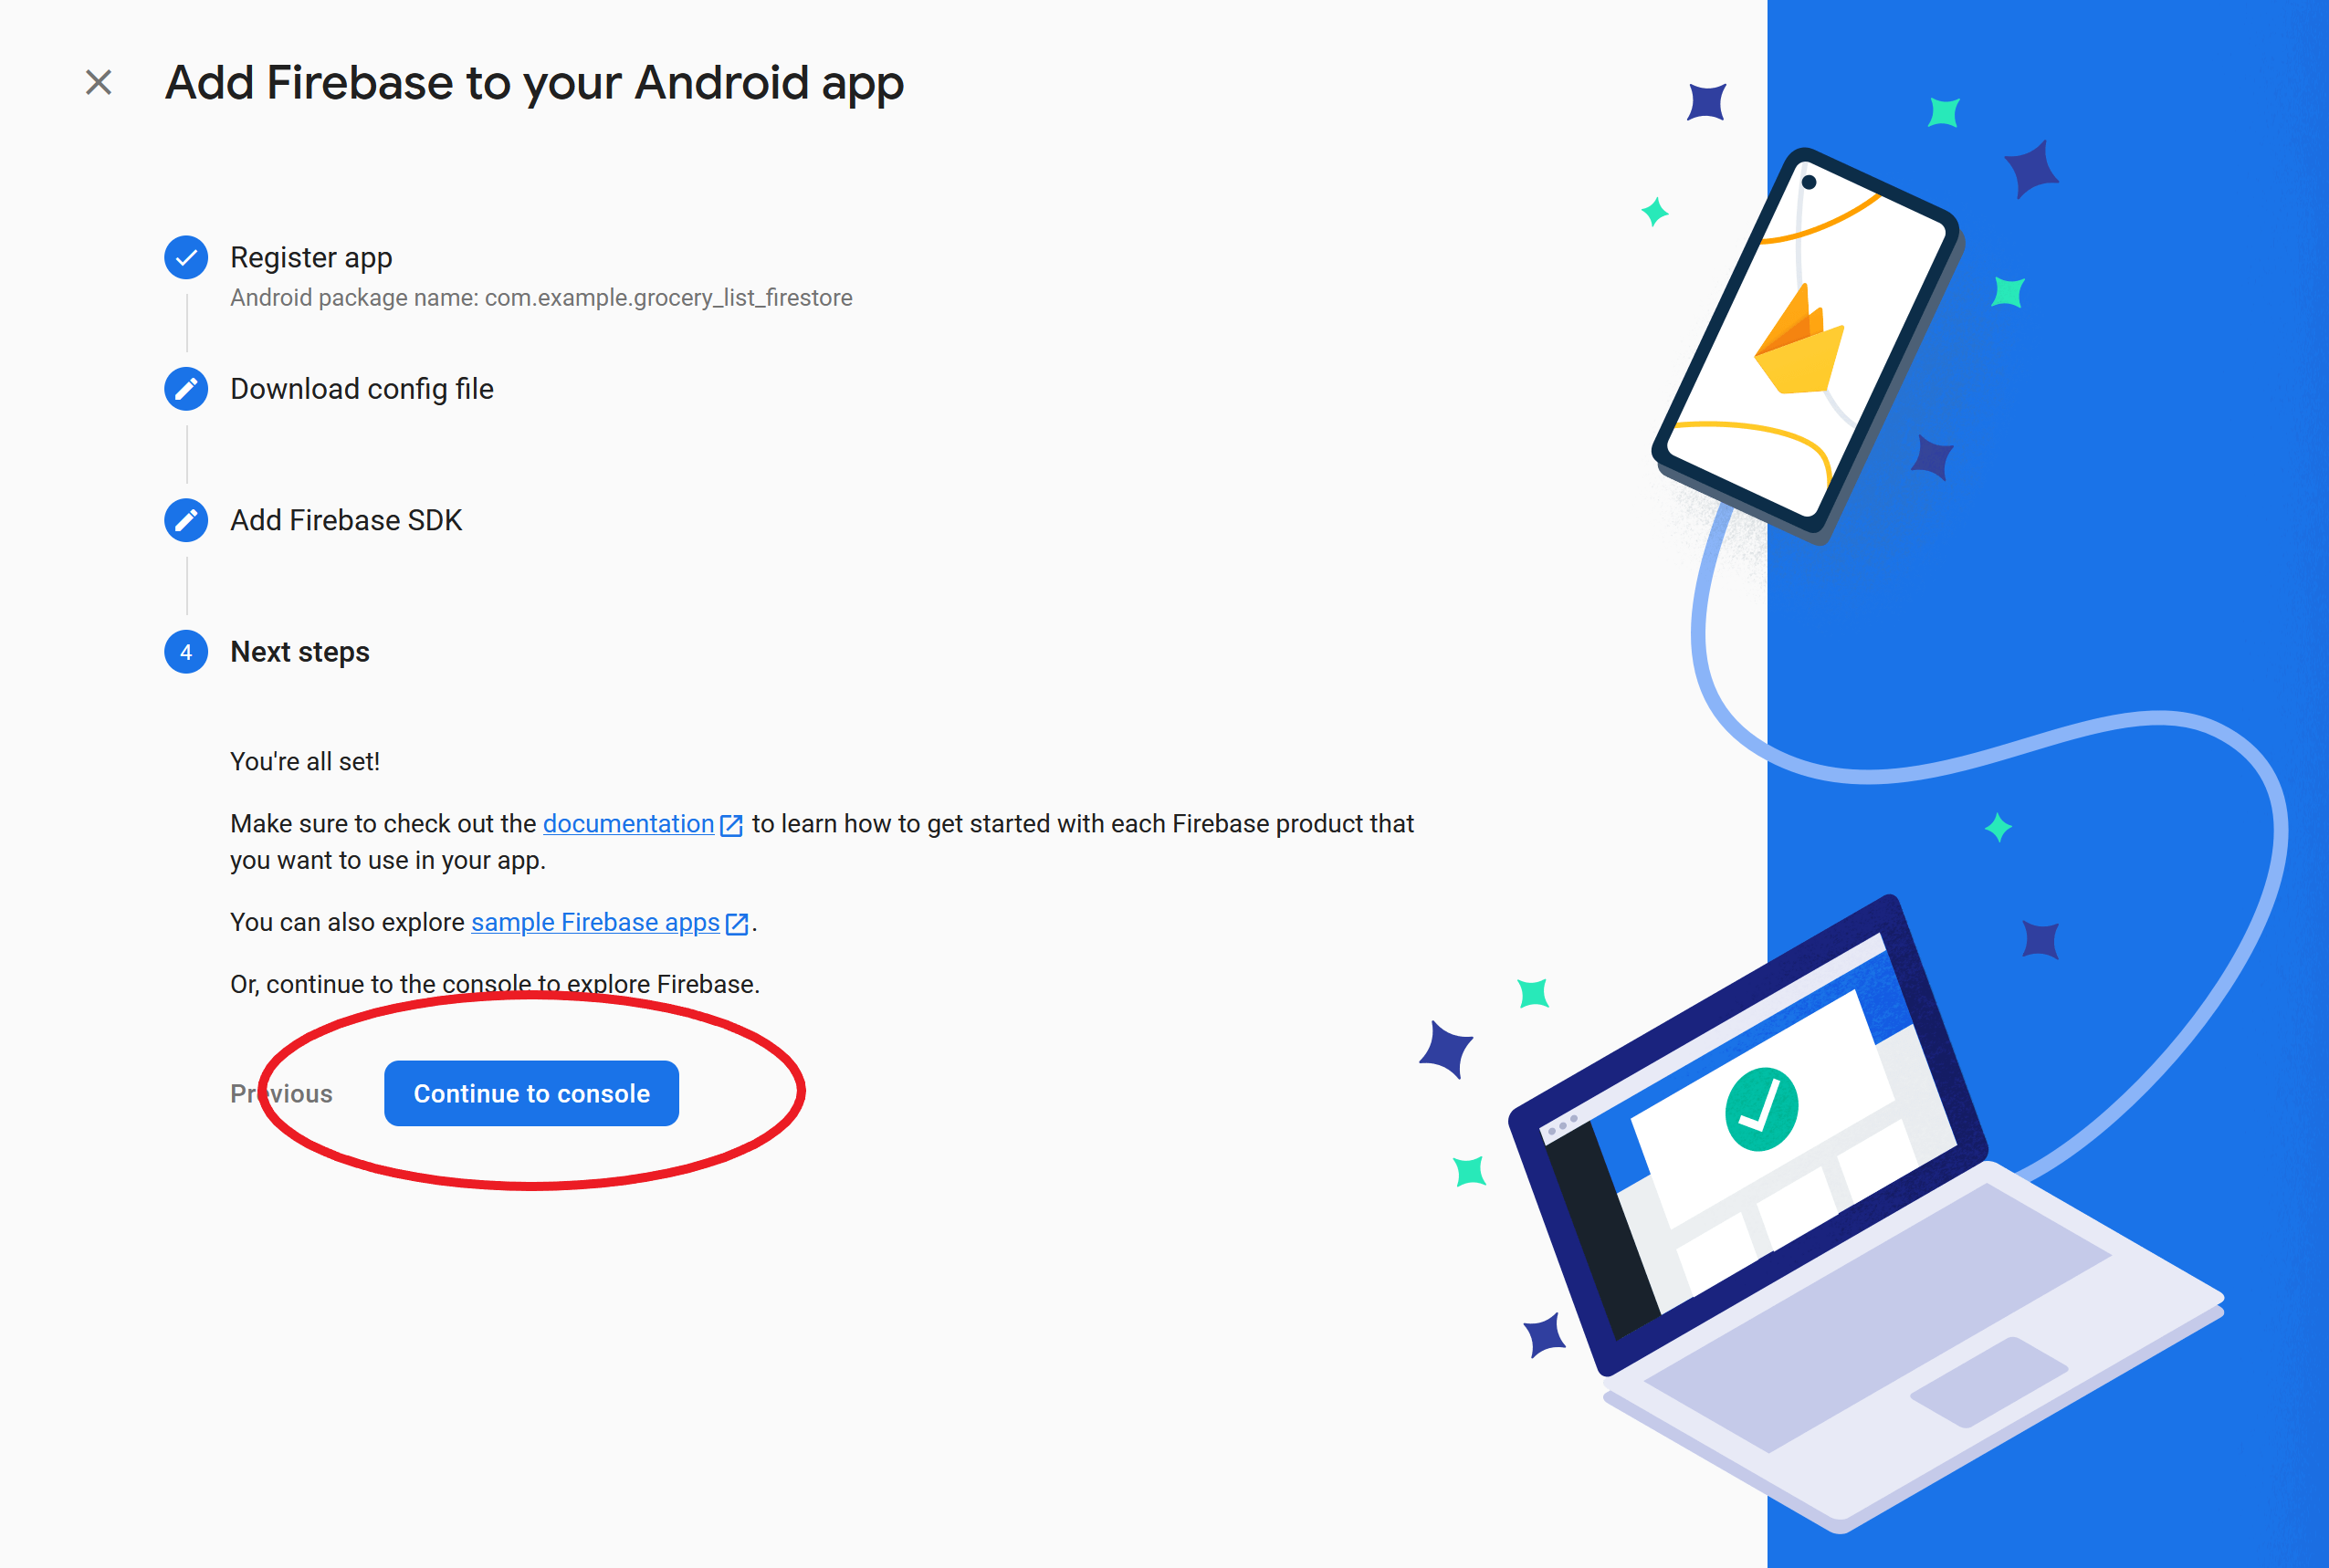 Add Firebase to your Android app
Register app
Android package name: com.example.grocery_list_firestore
Download config file
Add Firebase SDK
4 Next steps
You're all set!
Make sure to check out the documentation to learn how to get started with each Firebase product that
you want to use in your app.
You can also explore sample Firebase apps.
Or, continue to the console to explore Firebase.
Previous Continue to console